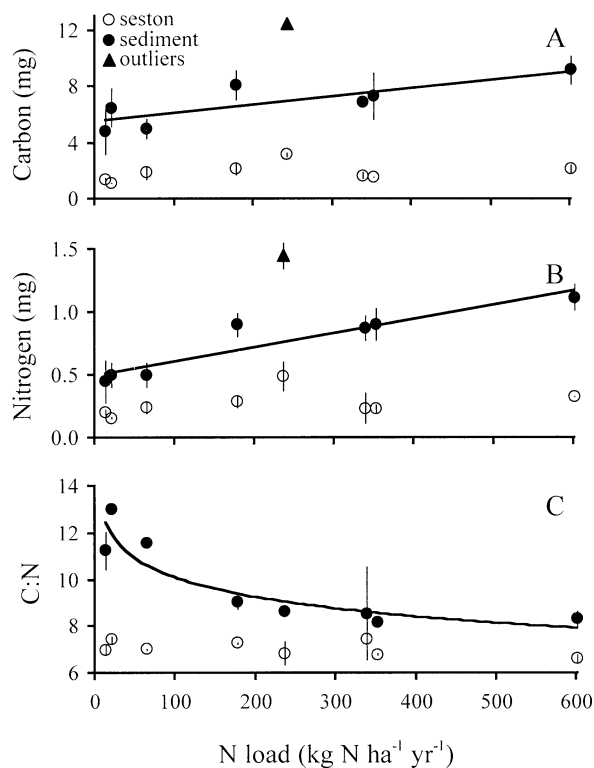 ○ seston
● sediment
▲ outliers
A
Carbon (mg)
12
8
4
0
B
Nitrogen (mg)
1.5
1.0
0.5
0.0
C
C:N
14
12
10
8
6
0 100 200 300 400 500 600
N load (kg N ha⁻¹ yr⁻¹)